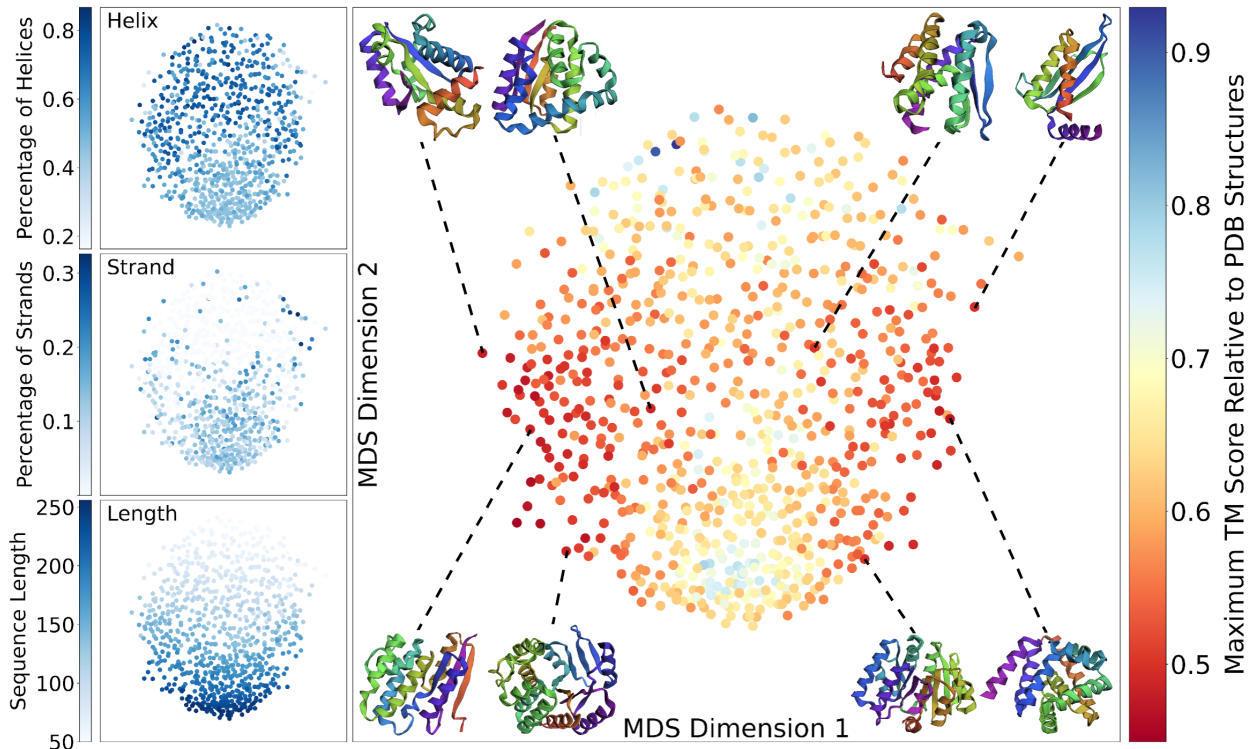 Helix
Percentage of Helices
0.8
0.6
0.4
0.2
Strand
Percentage of Strands
0.3
0.2
0.1
Length
Sequence Length
250
200
150
100
50
MDS Dimension 2
MDS Dimension 1
Maximum TM Score Relative to PDB Structures
0.9
0.8
0.7
0.6
0.5